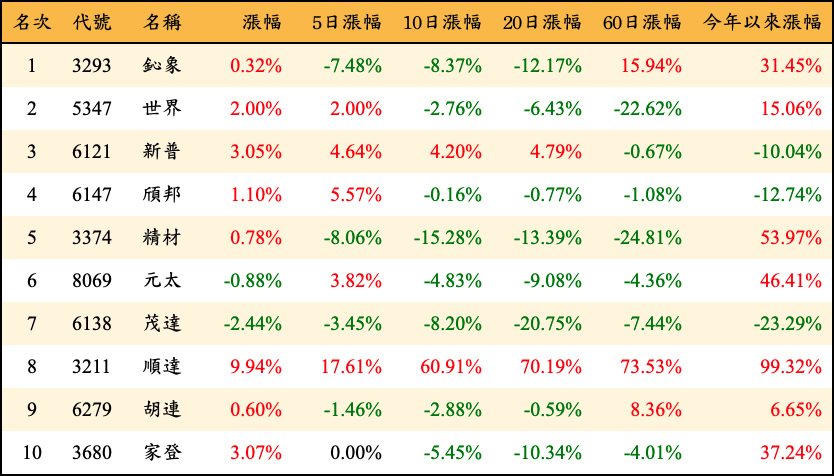 名次 代號 名稱 漲幅 5日漲幅 10日漲幅 20日漲幅 60日漲幅 今年以來漲幅
1 3293 鈊象 0.32% -7.48% -8.37% -12.17% 15.94% 31.45%
2 5347 世界 2.00% 2.00% -2.76% -6.43% -22.62% 15.06%
3 6121 新普 3.05% 4.64% 4.20% 4.79% -0.67% -10.04%
4 6147 頎邦 1.10% 5.57% -0.16% -0.77% -1.08% -12.74%
5 3374 精材 0.78% -8.06% -15.28% -13.39% -24.81% 53.97%
6 8069 元太 -0.88% 3.82% -4.83% -9.08% -4.36% 46.41%
7 6138 茂達 -2.44% -3.45% -8.20% -20.75% -7.44% -23.29%
8 3211 順達 9.94% 17.61% 60.91% 70.19% 73.53% 99.32%
9 6279 胡連 0.60% -1.46% -2.88% -0.59% 8.36% 6.65%
10 3680 家登 3.07% 0.00% -5.45% -10.34% -4.01% 37.24%